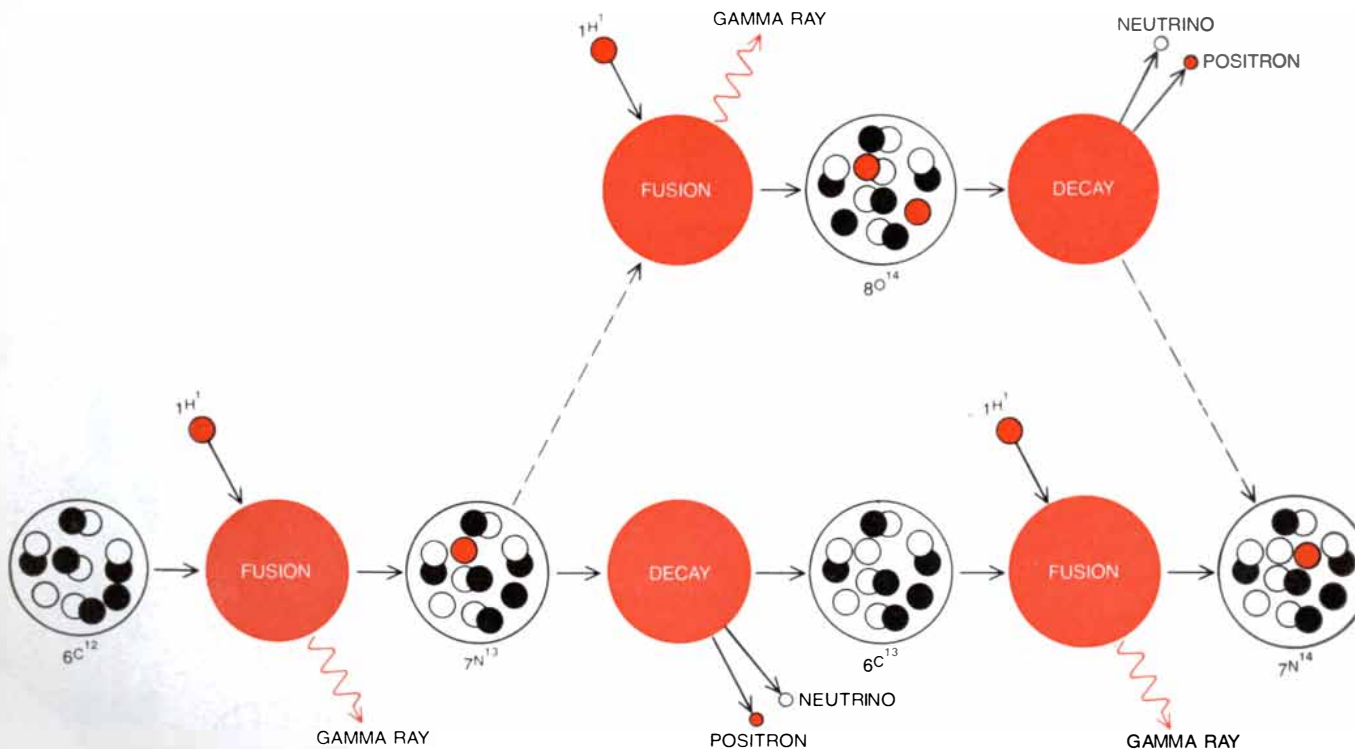 1H1
GAMMA RAY
NEUTRINO
POSITRON
FUSION
DECAY
8O14
1H1
1H1
FUSION
DECAY
FUSION
6C12
7N13
6C13
7N14
NEUTRINO
GAMMA RAY
POSITRON
GAMMA RAY